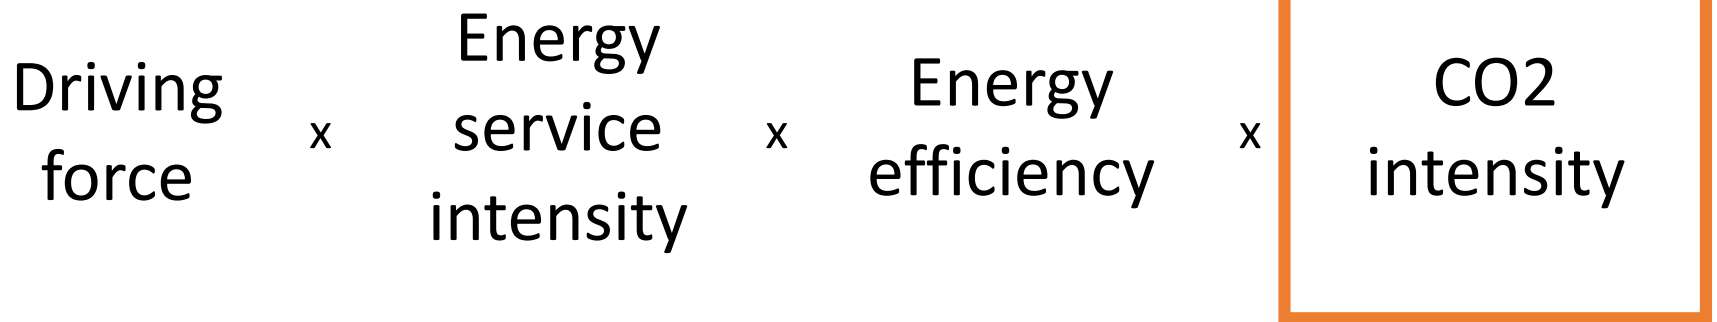 Driving
force
x
Energy
service
intensity
x
Energy
efficiency
x
CO2
intensity